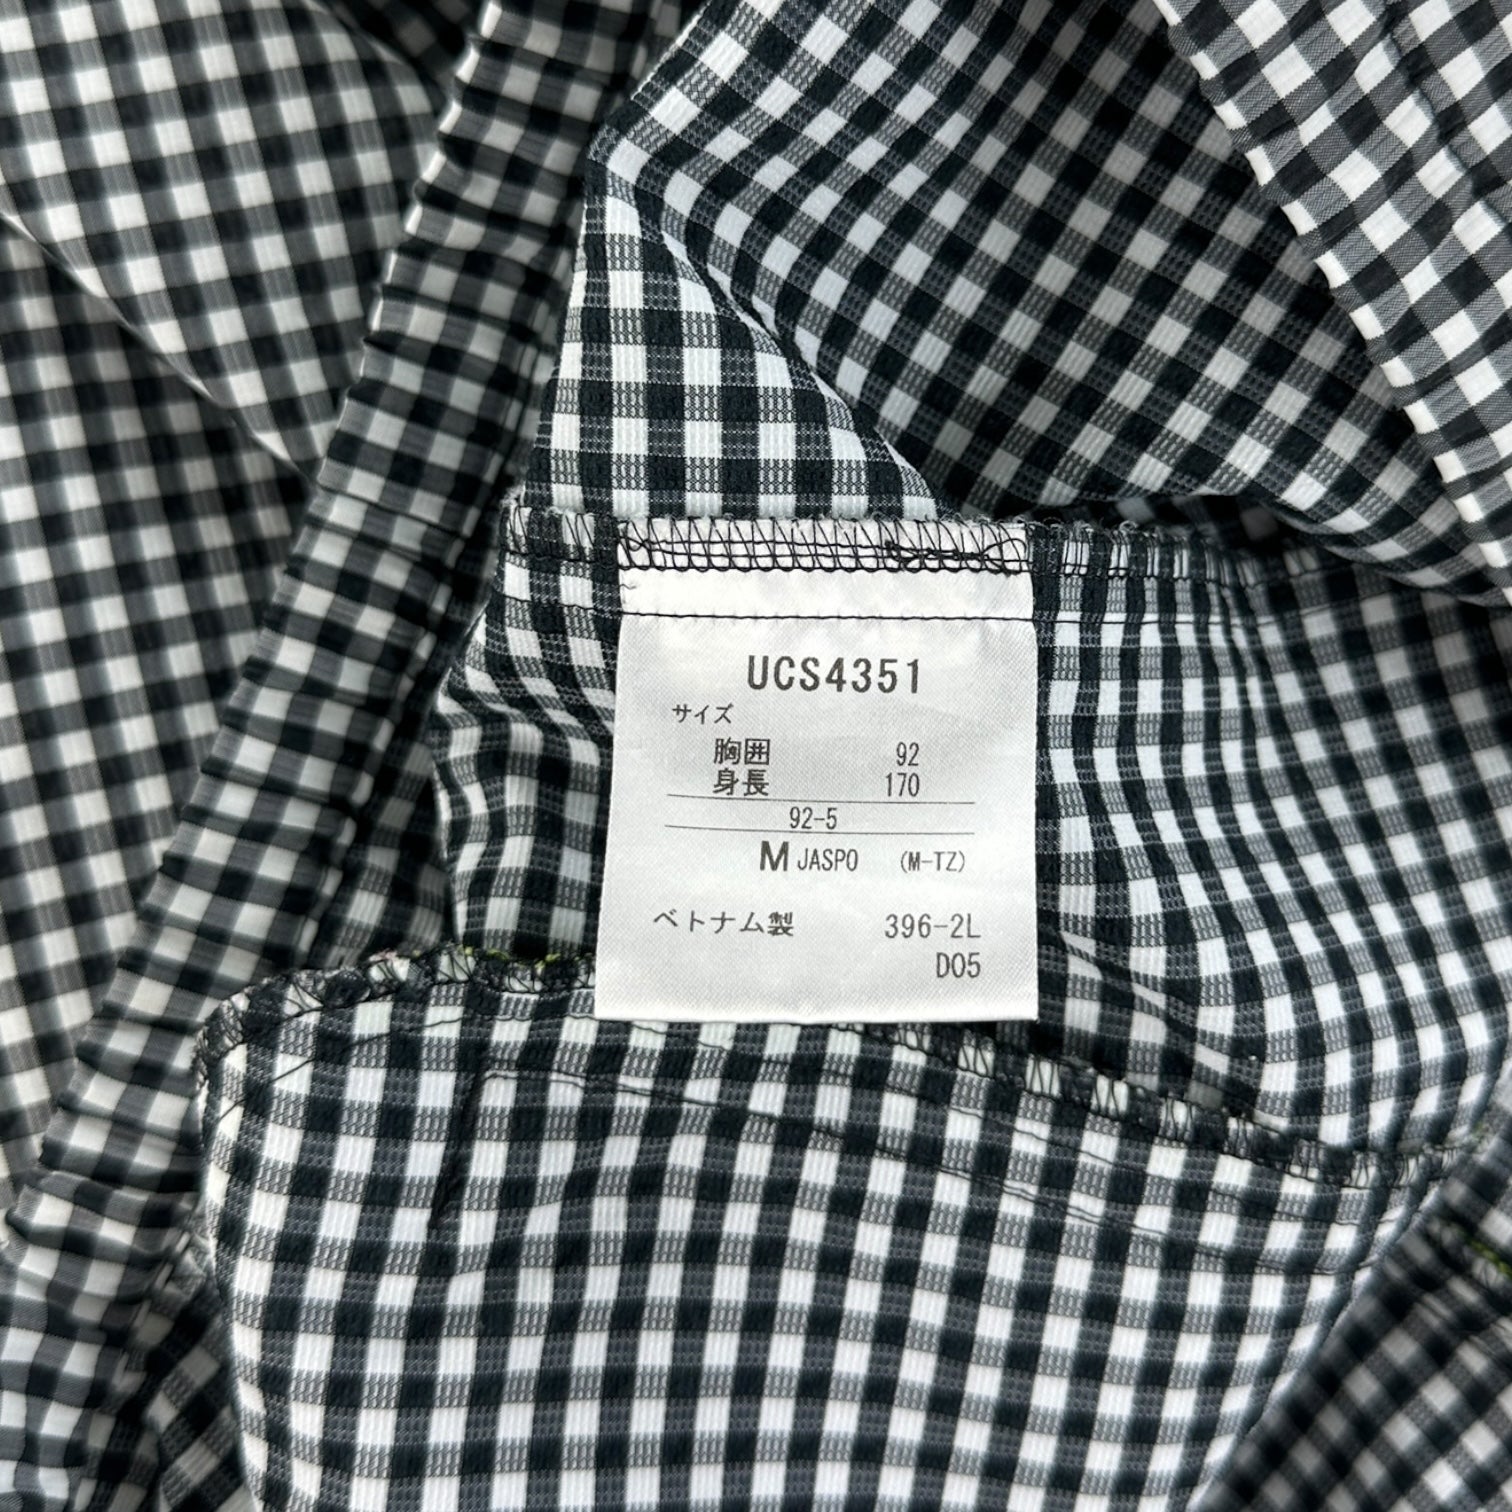 UCS4351
サイズ
胸囲 92
身長 170
92-5
M JASPO (M-TZ)
ベトナム製 396-2L
D05